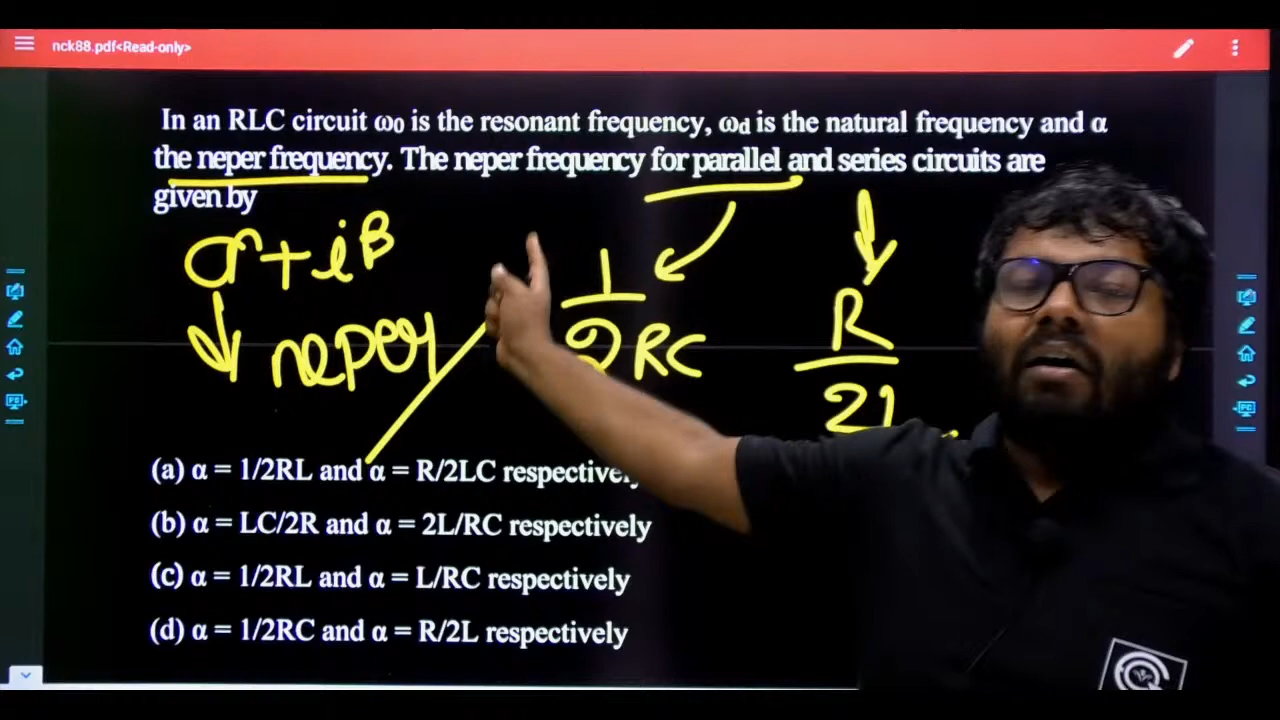 nck88.pdf<Read-only>
In an RLC circuit ω0 is the resonant frequency, ωd is the natural frequency and α
the neper frequency. The neper frequency for parallel and series circuits are
given by
α+iβ
neper
1
2RC
R
2L
(a) α = 1/2RL and α = R/2LC respectively
(b) α = LC/2R and α = 2L/RC respectively
(c) α = 1/2RL and α = L/RC respectively
(d) α = 1/2RC and α = R/2L respectively